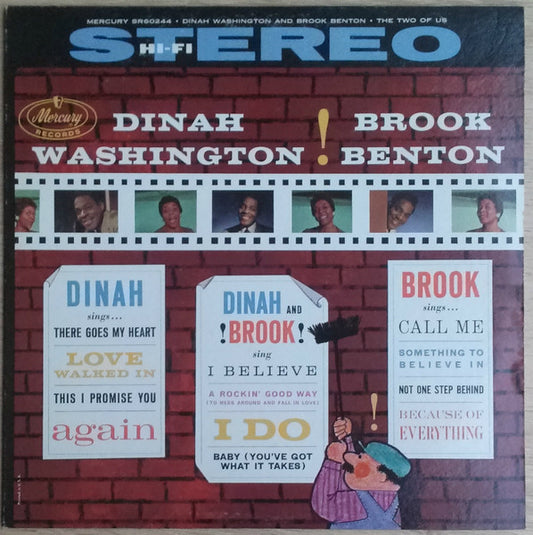 MERCURY SR60244 • DINAH WASHINGTON AND BROOK BENTON • THE TWO OF US
STEREO
HI-FI
Mercury
RECORDS
DINAH
WASHINGTON
!
BROOK
BENTON
DINAH
sings...
THERE GOES MY HEART
LOVE
WALKED IN
THIS I PROMISE YOU
again
DINAH AND
!BROOK!
sing
I BELIEVE
A ROCKIN' GOOD WAY
(TO MESS AROUND AND FALL IN LOVE)
I DO
BABY (YOU'VE GOT
WHAT IT TAKES)
BROOK
sings...
CALL ME
SOMETHING TO
BELIEVE IN
NOT ONE STEP BEHIND
BECAUSE OF
EVERYTHING
!